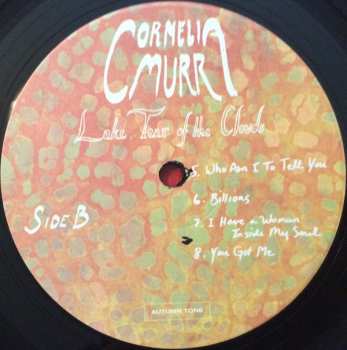 CORNELIA
MURR
Lake Tear of the Clouds
5. Who Am I To Tell You
6. Billions
7. I Have a Woman
Inside My Soul
8. You Got Me
SIDE B
AUTUMN TONE